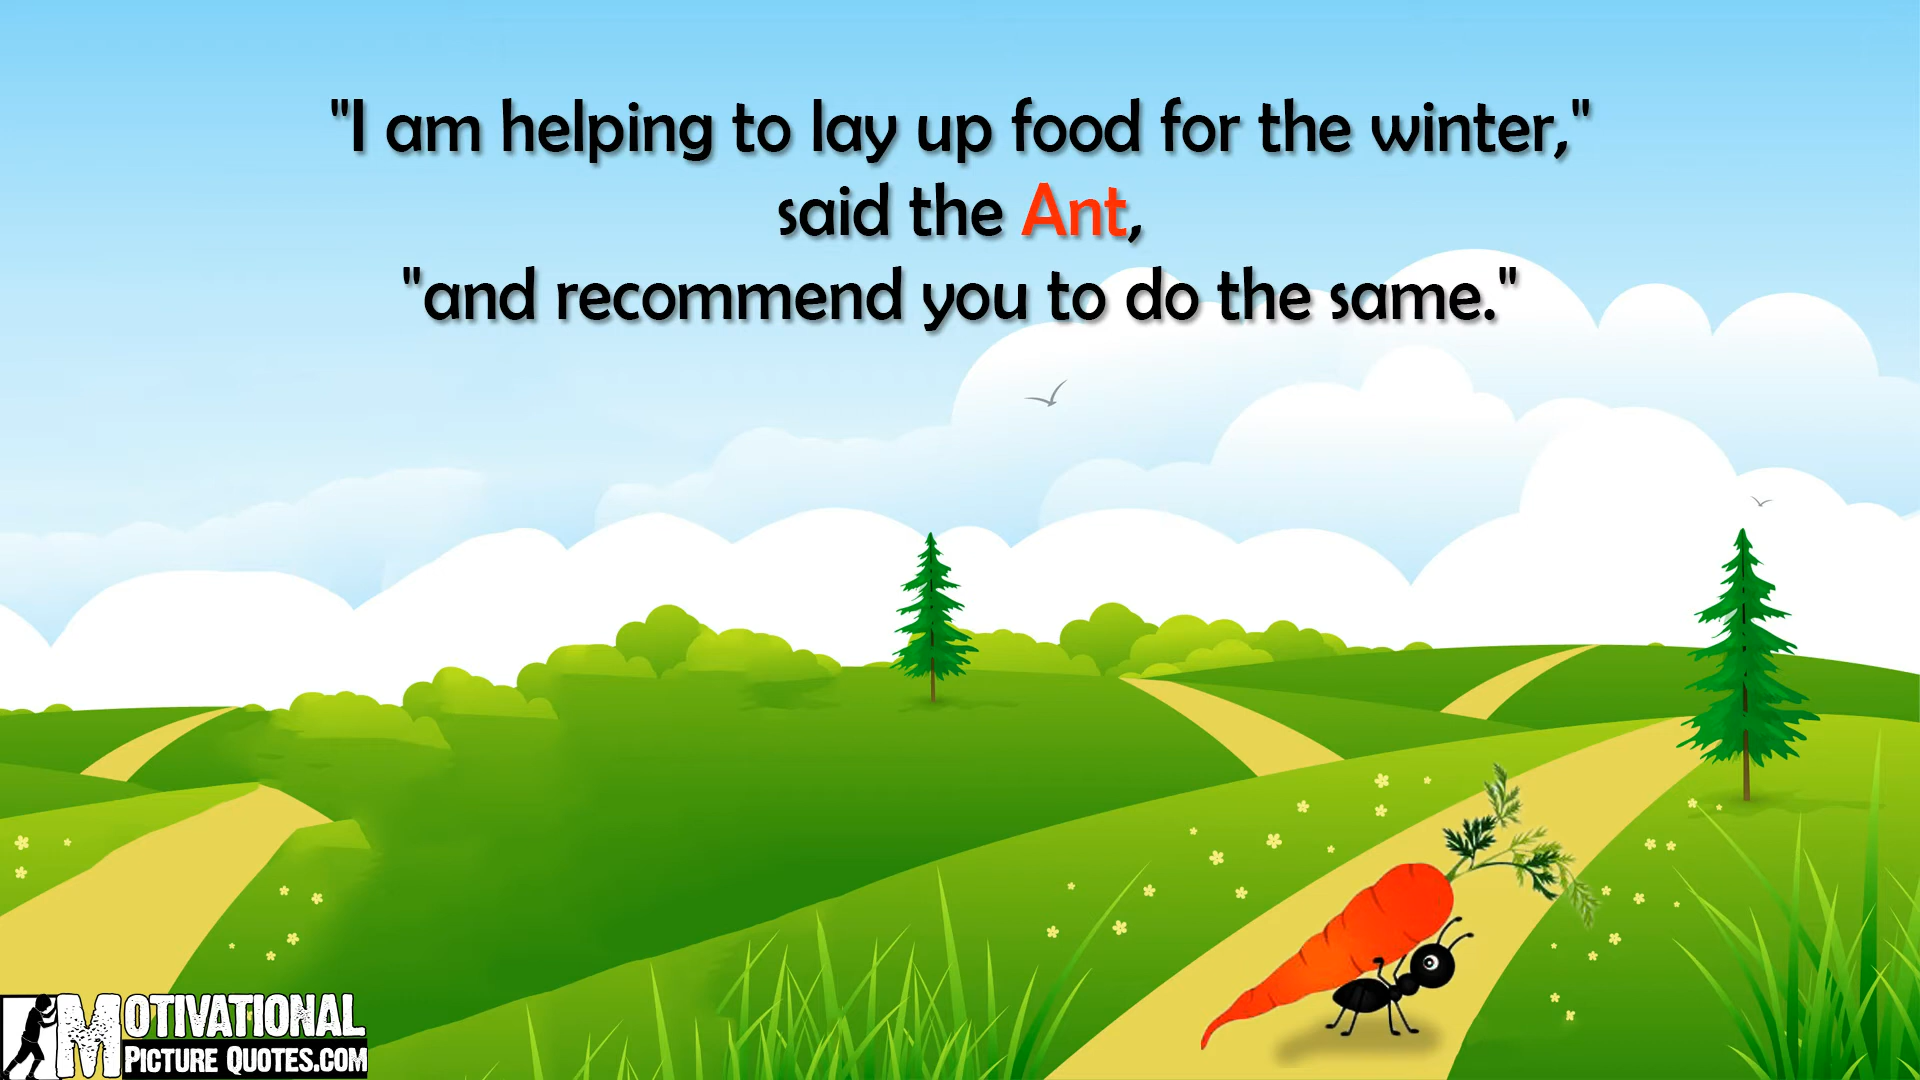 "I am helping to lay up food for the winter,"
said the Ant,
"and recommend you to do the same."
MOTIVATIONAL
PICTURE QUOTES.COM